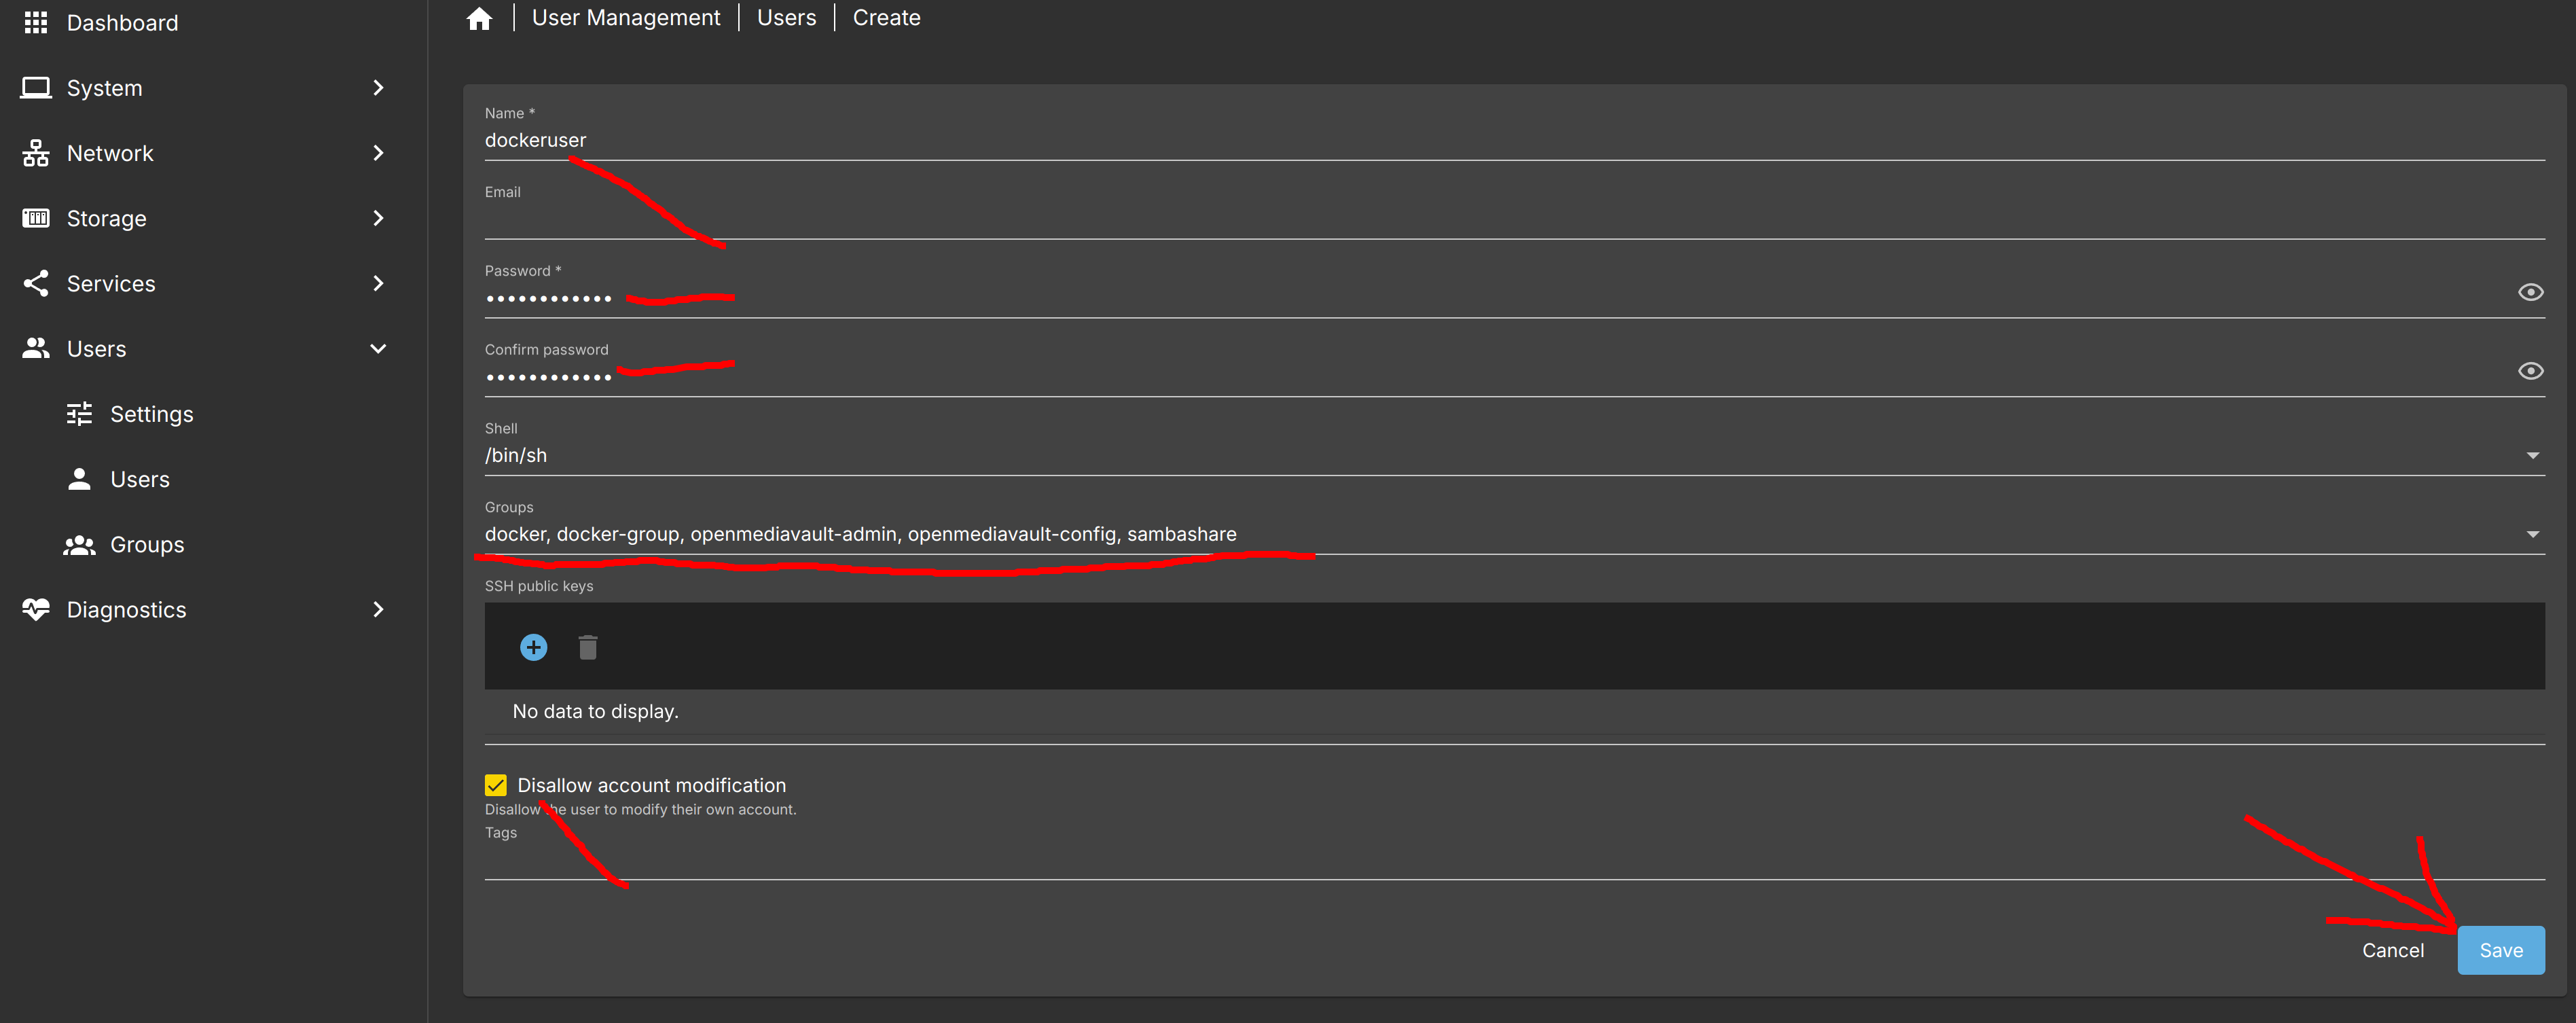 Dashboard
System
Network
Storage
Services
Users
Settings
Users
Groups
Diagnostics
User Management | Users | Create
Name *
dockeruser
Email
Password *
••••••••••••
Confirm password
••••••••••••
Shell
/bin/sh
Groups
docker, docker-group, openmediavault-admin, openmediavault-config, sambashare
SSH public keys
No data to display.
Disallow account modification
Disallow the user to modify their own account.
Tags
Cancel
Save